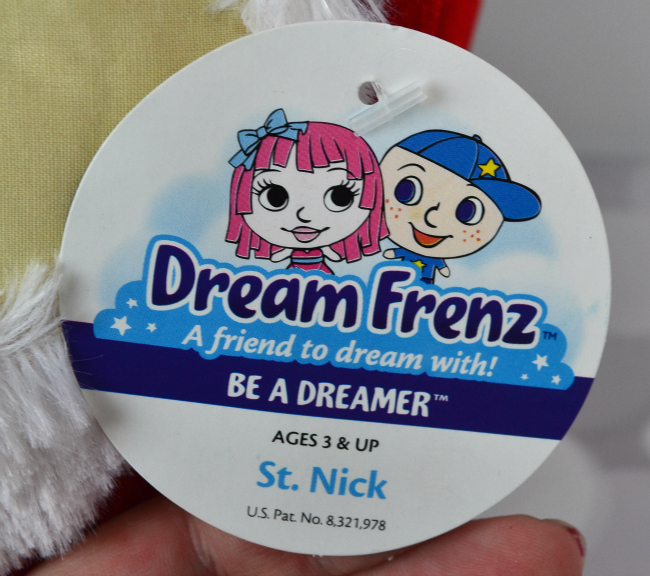 Dream Frenz™
A friend to dream with!
BE A DREAMER™
AGES 3 & UP
St. Nick
U.S. Pat. No. 8,321,978